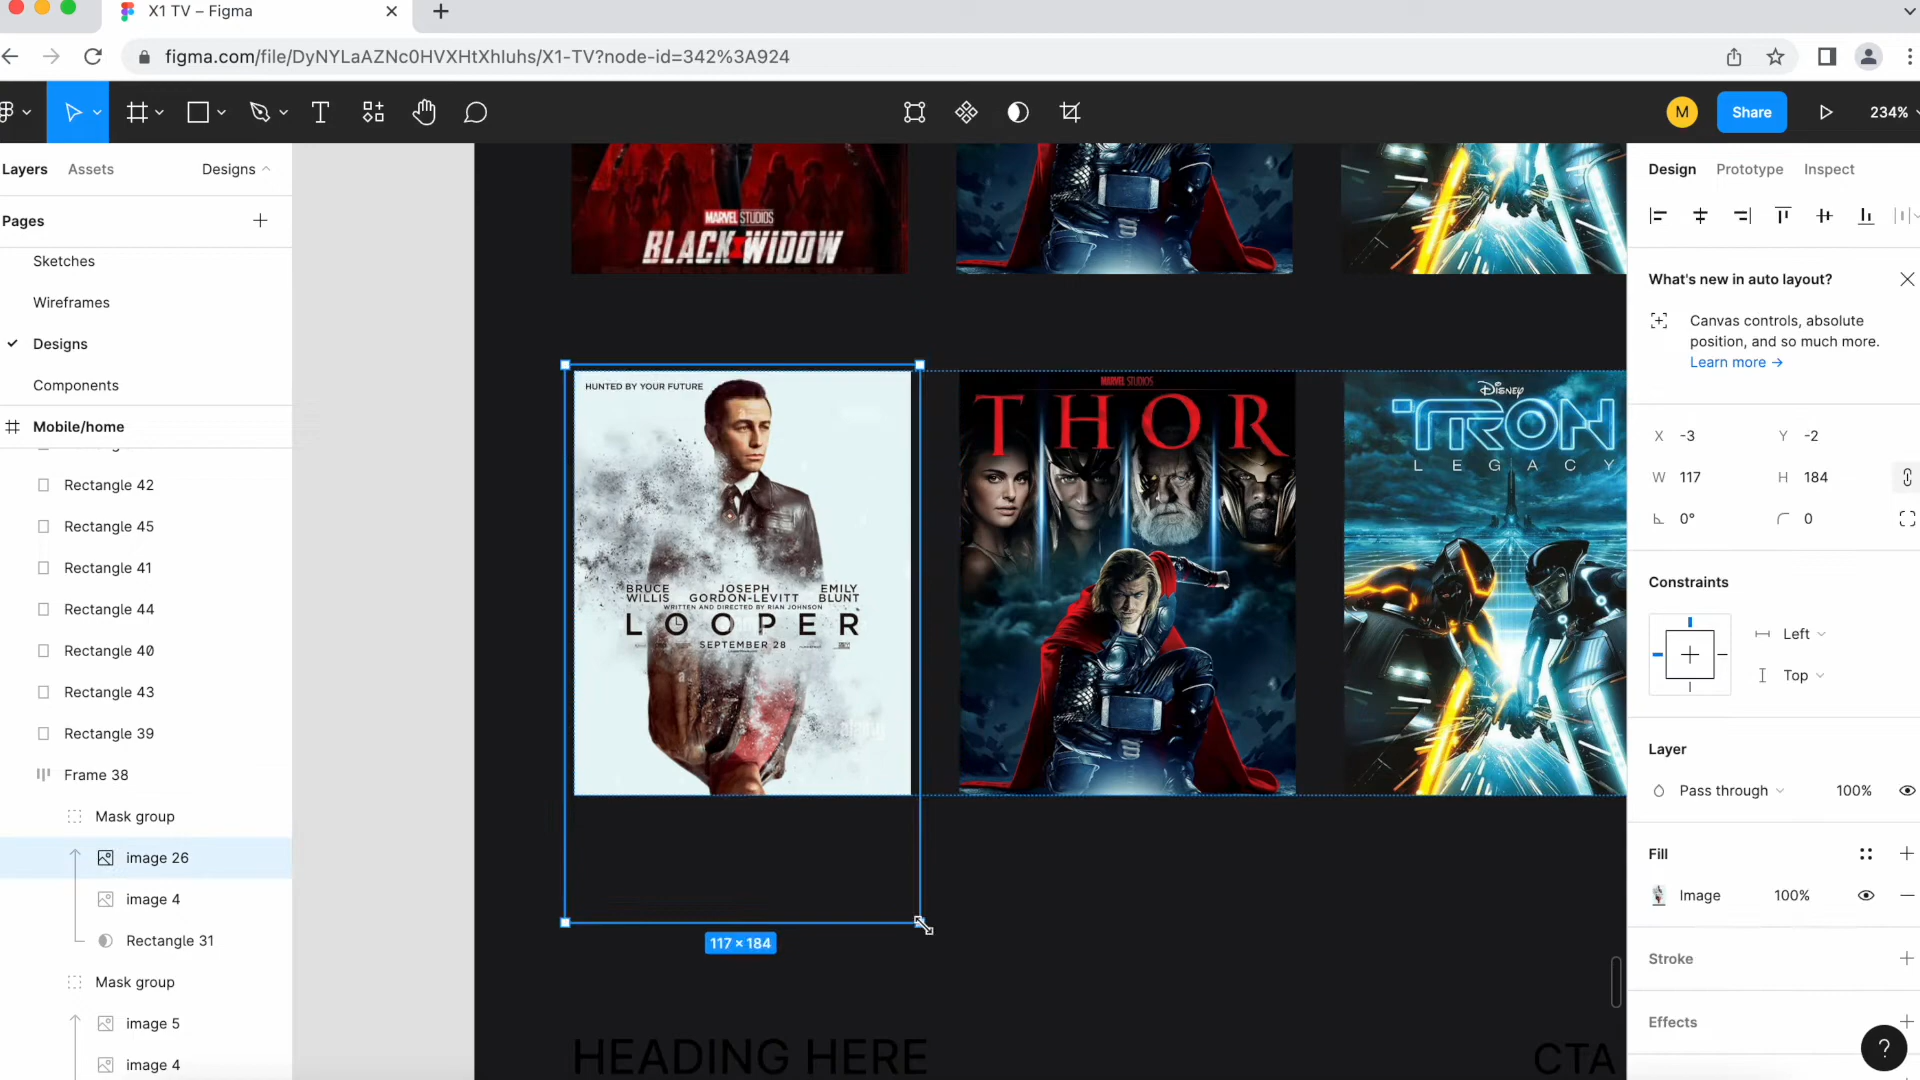 X1 TV – Figma
figma.com/file/DyNYLaAZNc0HVXHtXhIuhs/X1-TV?node-id=342%3A924
M
Share
234%
Layers
Assets
Designs
Pages
Sketches
Wireframes
Designs
Components
Mobile/home
Rectangle 42
Rectangle 45
Rectangle 41
Rectangle 44
Rectangle 40
Rectangle 43
Rectangle 39
Frame 38
Mask group
image 26
image 4
Rectangle 31
Mask group
image 5
image 4
MARVEL STUDIOS
BLACK WIDOW
HUNTED BY YOUR FUTURE
BRUCE WILLIS
JOSEPH GORDON-LEVITT
EMILY BLUNT
WRITTEN AND DIRECTED BY RIAN JOHNSON
LOOPER
SEPTEMBER 28
117 × 184
MARVEL STUDIOS
THOR
DISNEY
TRON
LEGACY
HEADING HERE
CTA
Design
Prototype
Inspect
What's new in auto layout?
Canvas controls, absolute
position, and so much more.
Learn more →
X -3
Y -2
W 117
H 184
0°
0
Constraints
Left
Top
Layer
Pass through
100%
Fill
Image
100%
Stroke
Effects
?